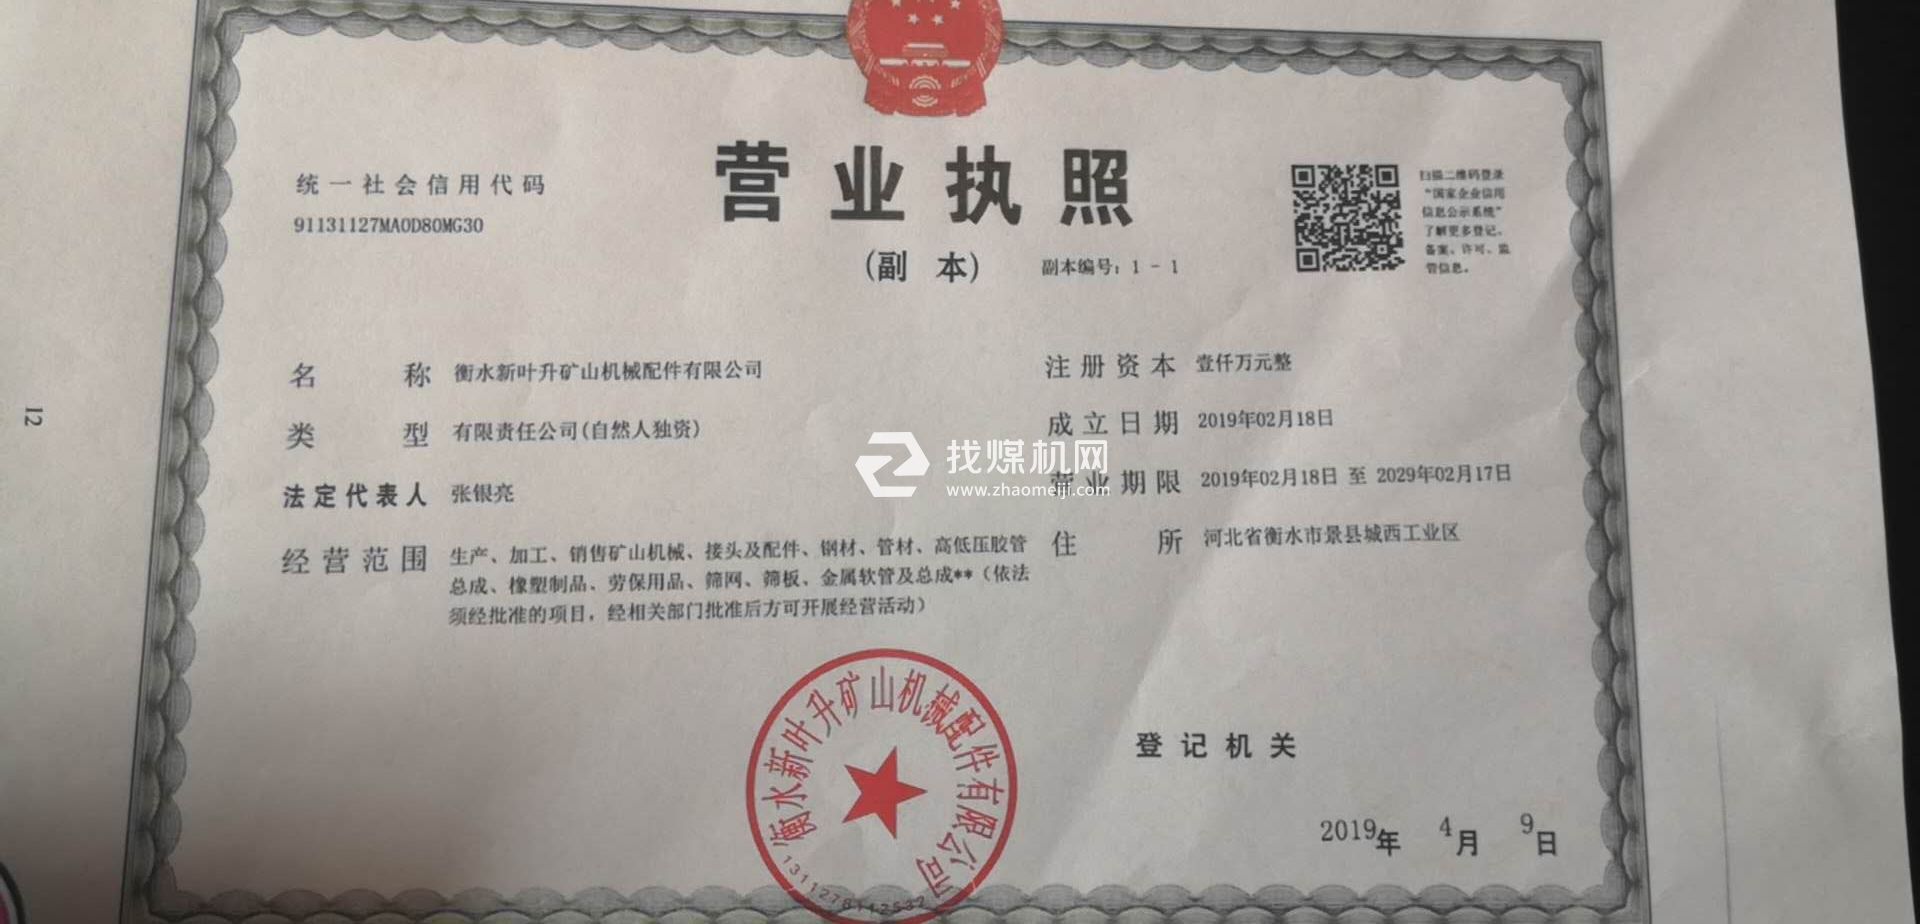 营业执照
(副 本)
副本编号：1 - 1
统一社会信用代码
91131127MA0D80MG30
扫描二维码登录
“国家企业信用
信息公示系统”
了解更多登记、
备案、许可、监
管信息。
名 称 衡水新叶升矿山机械配件有限公司
类 型 有限责任公司(自然人独资)
法定代表人 张银亮
经营范围 生产、加工、销售矿山机械、接头及配件、钢材、管材、高低压胶管
总成、橡塑制品、劳保用品、筛网、筛板、金属软管及总成**（依法
须经批准的项目，经相关部门批准后方可开展经营活动）
注册资本 壹仟万元整
成立日期 2019年02月18日
营业期限 2019年02月18日 至 2029年02月17日
住 所 河北省衡水市景县城西工业区
找煤机网
www.zhaomeiji.com
衡水新叶升矿山机械配件有限公司
1311278112532
登记机关
2019年 4月 9日
12